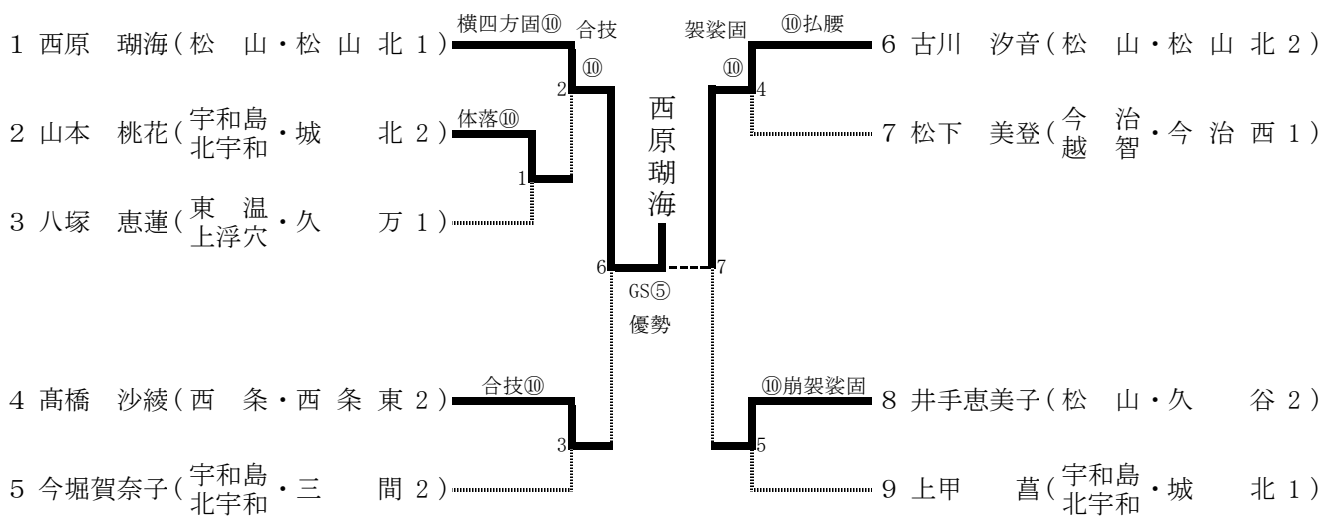 横四方固⑩ 合技 袈裟固 ⑩払腰
1 西原 瑚海(松 山・松 山 北 1) 6 古川 汐音(松 山・松 山 北 2)
⑩ ⑩
2 4
西原瑚海
体落⑩
2 山本 桃花(宇和島北宇和・城 北 2) 7 松下 美登(今 治越 智・今 治 西 1)
1
3 八塚 恵蓮(東 温上浮穴・久 万 1)
6 7
GS⑤
優勢
合技⑩ ⑩崩袈裟固
4 髙橋 沙綾(西 条・西 条 東 2) 8 井手恵美子(松 山・久 谷 2)
3 5
5 今堀賀奈子(宇和島北宇和・三 間 2) 9 上甲 菖(宇和島北宇和・城 北 1)